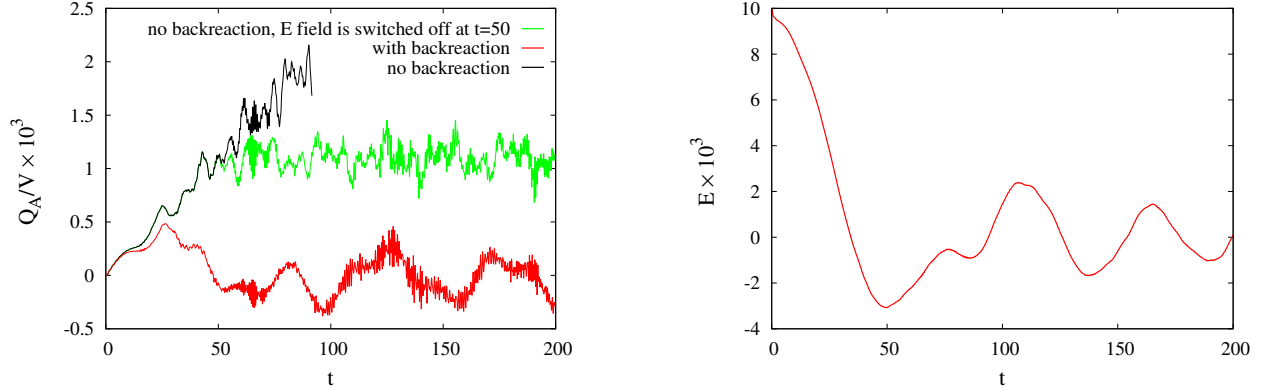 no backreaction, E field is switched off at t=50
with backreaction
no backreaction
Q_A/V × 10^3
2.5
2
1.5
1
0.5
0
-0.5
0 50 100 150 200
t
E × 10^3
10
8
6
4
2
0
-2
-4
0 50 100 150 200
t